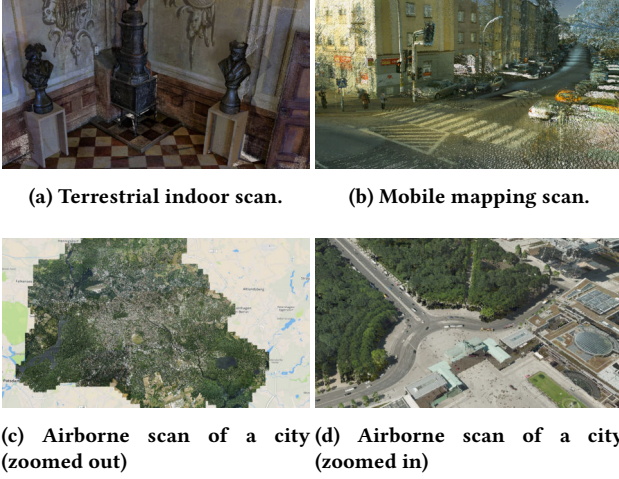 (a) Terrestrial indoor scan.
(b) Mobile mapping scan.
(c) Airborne scan of a city
(zoomed out)
(d) Airborne scan of a city
(zoomed in)